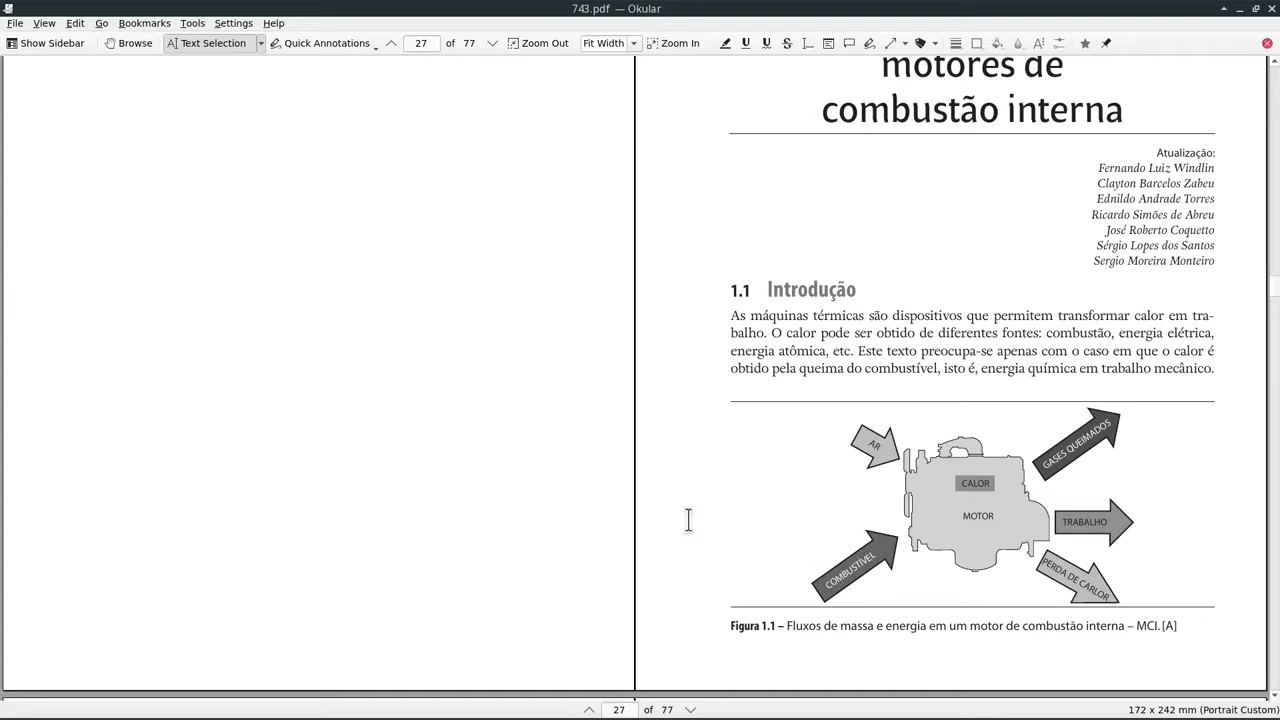 743.pdf — Okular
File View Edit Go Bookmarks Tools Settings Help
Show Sidebar Browse Text Selection Quick Annotations 27 of 77 Zoom Out Fit Width Zoom In
motores de
combustão interna
Atualização:
Fernando Luiz Windlin
Clayton Barcelos Zabeu
Ednildo Andrade Torres
Ricardo Simões de Abreu
José Roberto Coquetto
Sérgio Lopes dos Santos
Sergio Moreira Monteiro
1.1 Introdução
As máquinas térmicas são dispositivos que permitem transformar calor em tra-
balho. O calor pode ser obtido de diferentes fontes: combustão, energia elétrica,
energia atômica, etc. Este texto preocupa-se apenas com o caso em que o calor é
obtido pela queima do combustível, isto é, energia química em trabalho mecânico.
AR
GASES QUEIMADOS
CALOR
MOTOR
TRABALHO
COMBUSTÍVEL
PERDA DE CARLOR
Figura 1.1 – Fluxos de massa e energia em um motor de combustão interna – MCI. [A]
27 of 77
172 x 242 mm (Portrait Custom)